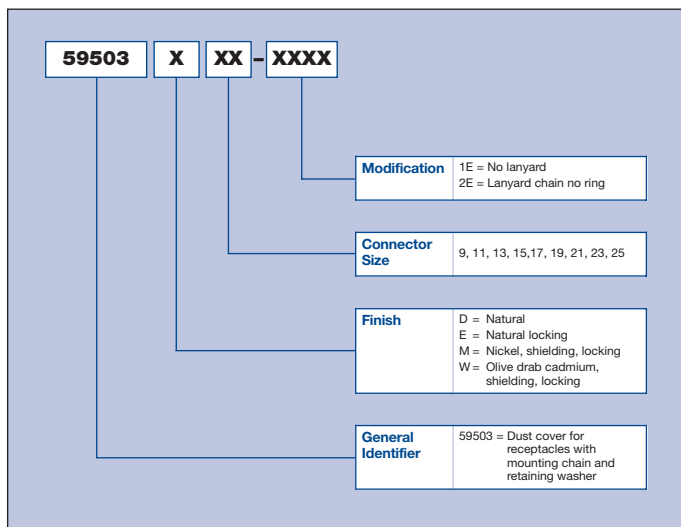 59503 X XX – XXXX
Modification
1E = No lanyard
2E = Lanyard chain no ring
Connector
Size
9, 11, 13, 15,17, 19, 21, 23, 25
Finish
D = Natural
E = Natural locking
M = Nickel, shielding, locking
W = Olive drab cadmium,
shielding, locking
General
Identifier
59503 = Dust cover for
receptacles with
mounting chain and
retaining washer